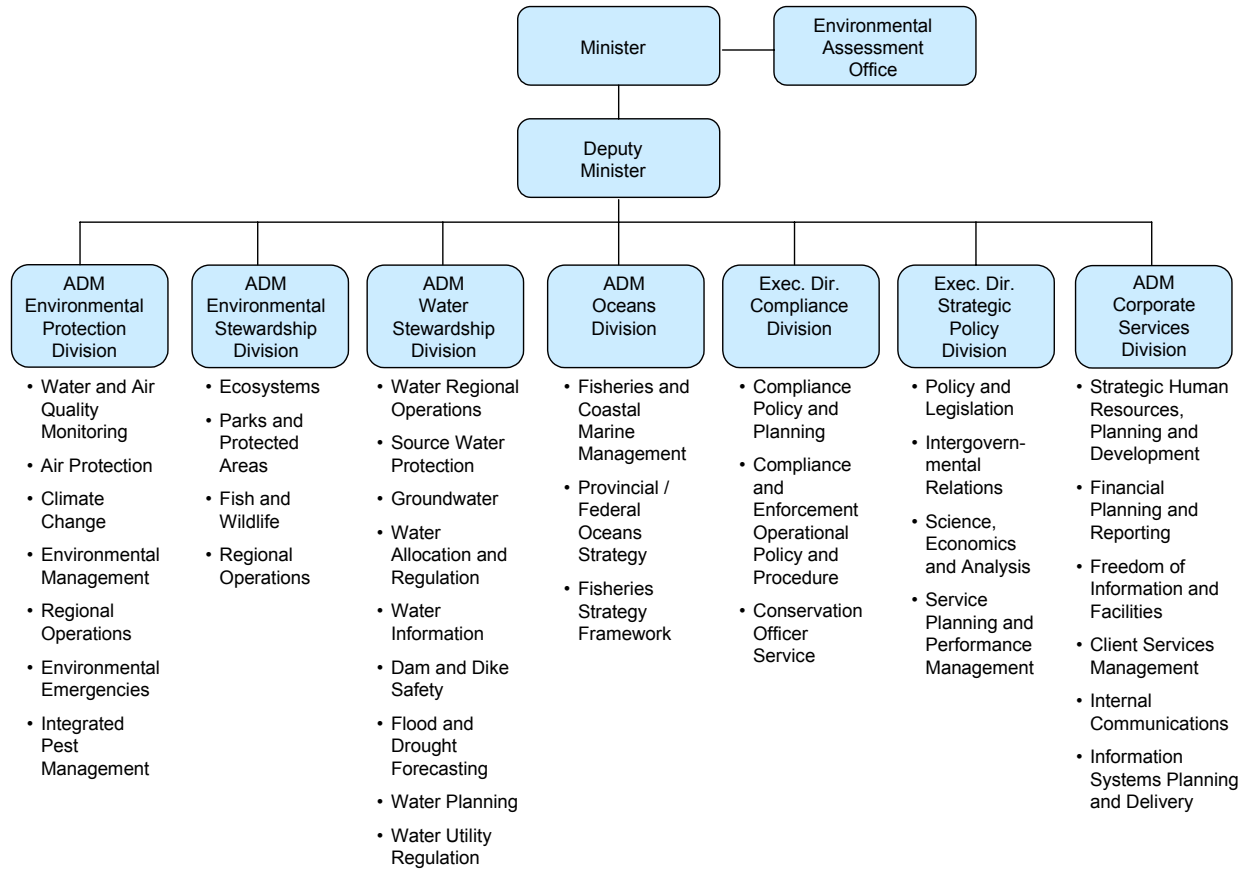 Minister
Environmental
Assessment
Office
Deputy
Minister
ADM
Environmental
Protection
Division
• Water and Air
Quality
Monitoring
• Air Protection
• Climate
Change
• Environmental
Management
• Regional
Operations
• Environmental
Emergencies
• Integrated
Pest
Management
ADM
Environmental
Stewardship
Division
• Ecosystems
• Parks and
Protected
Areas
• Fish and
Wildlife
• Regional
Operations
ADM
Water
Stewardship
Division
• Water Regional
Operations
• Source Water
Protection
• Groundwater
• Water
Allocation and
Regulation
• Water
Information
• Dam and Dike
Safety
• Flood and
Drought
Forecasting
• Water Planning
• Water Utility
Regulation
ADM
Oceans
Division
• Fisheries and
Coastal
Marine
Management
• Provincial /
Federal
Oceans
Strategy
• Fisheries
Strategy
Framework
Exec. Dir.
Compliance
Division
• Compliance
Policy and
Planning
• Compliance
and
Enforcement
Operational
Policy and
Procedure
• Conservation
Officer
Service
Exec. Dir.
Strategic
Policy
Division
• Policy and
Legislation
• Intergovern-
mental
Relations
• Science,
Economics
and Analysis
• Service
Planning and
Performance
Management
ADM
Corporate
Services
Division
• Strategic Human
Resources,
Planning and
Development
• Financial
Planning and
Reporting
• Freedom of
Information and
Facilities
• Client Services
Management
• Internal
Communications
• Information
Systems Planning
and Delivery